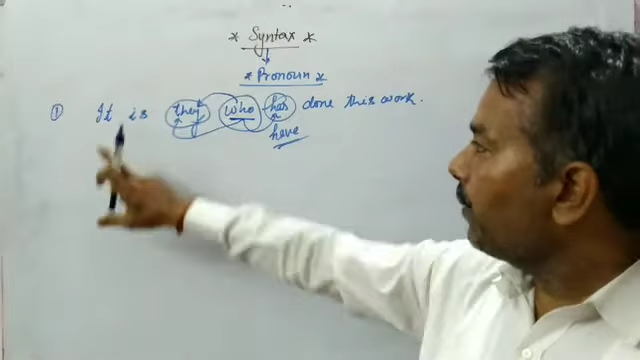 * Syntax *
* Pronoun *
① It is they who has done this work.
have